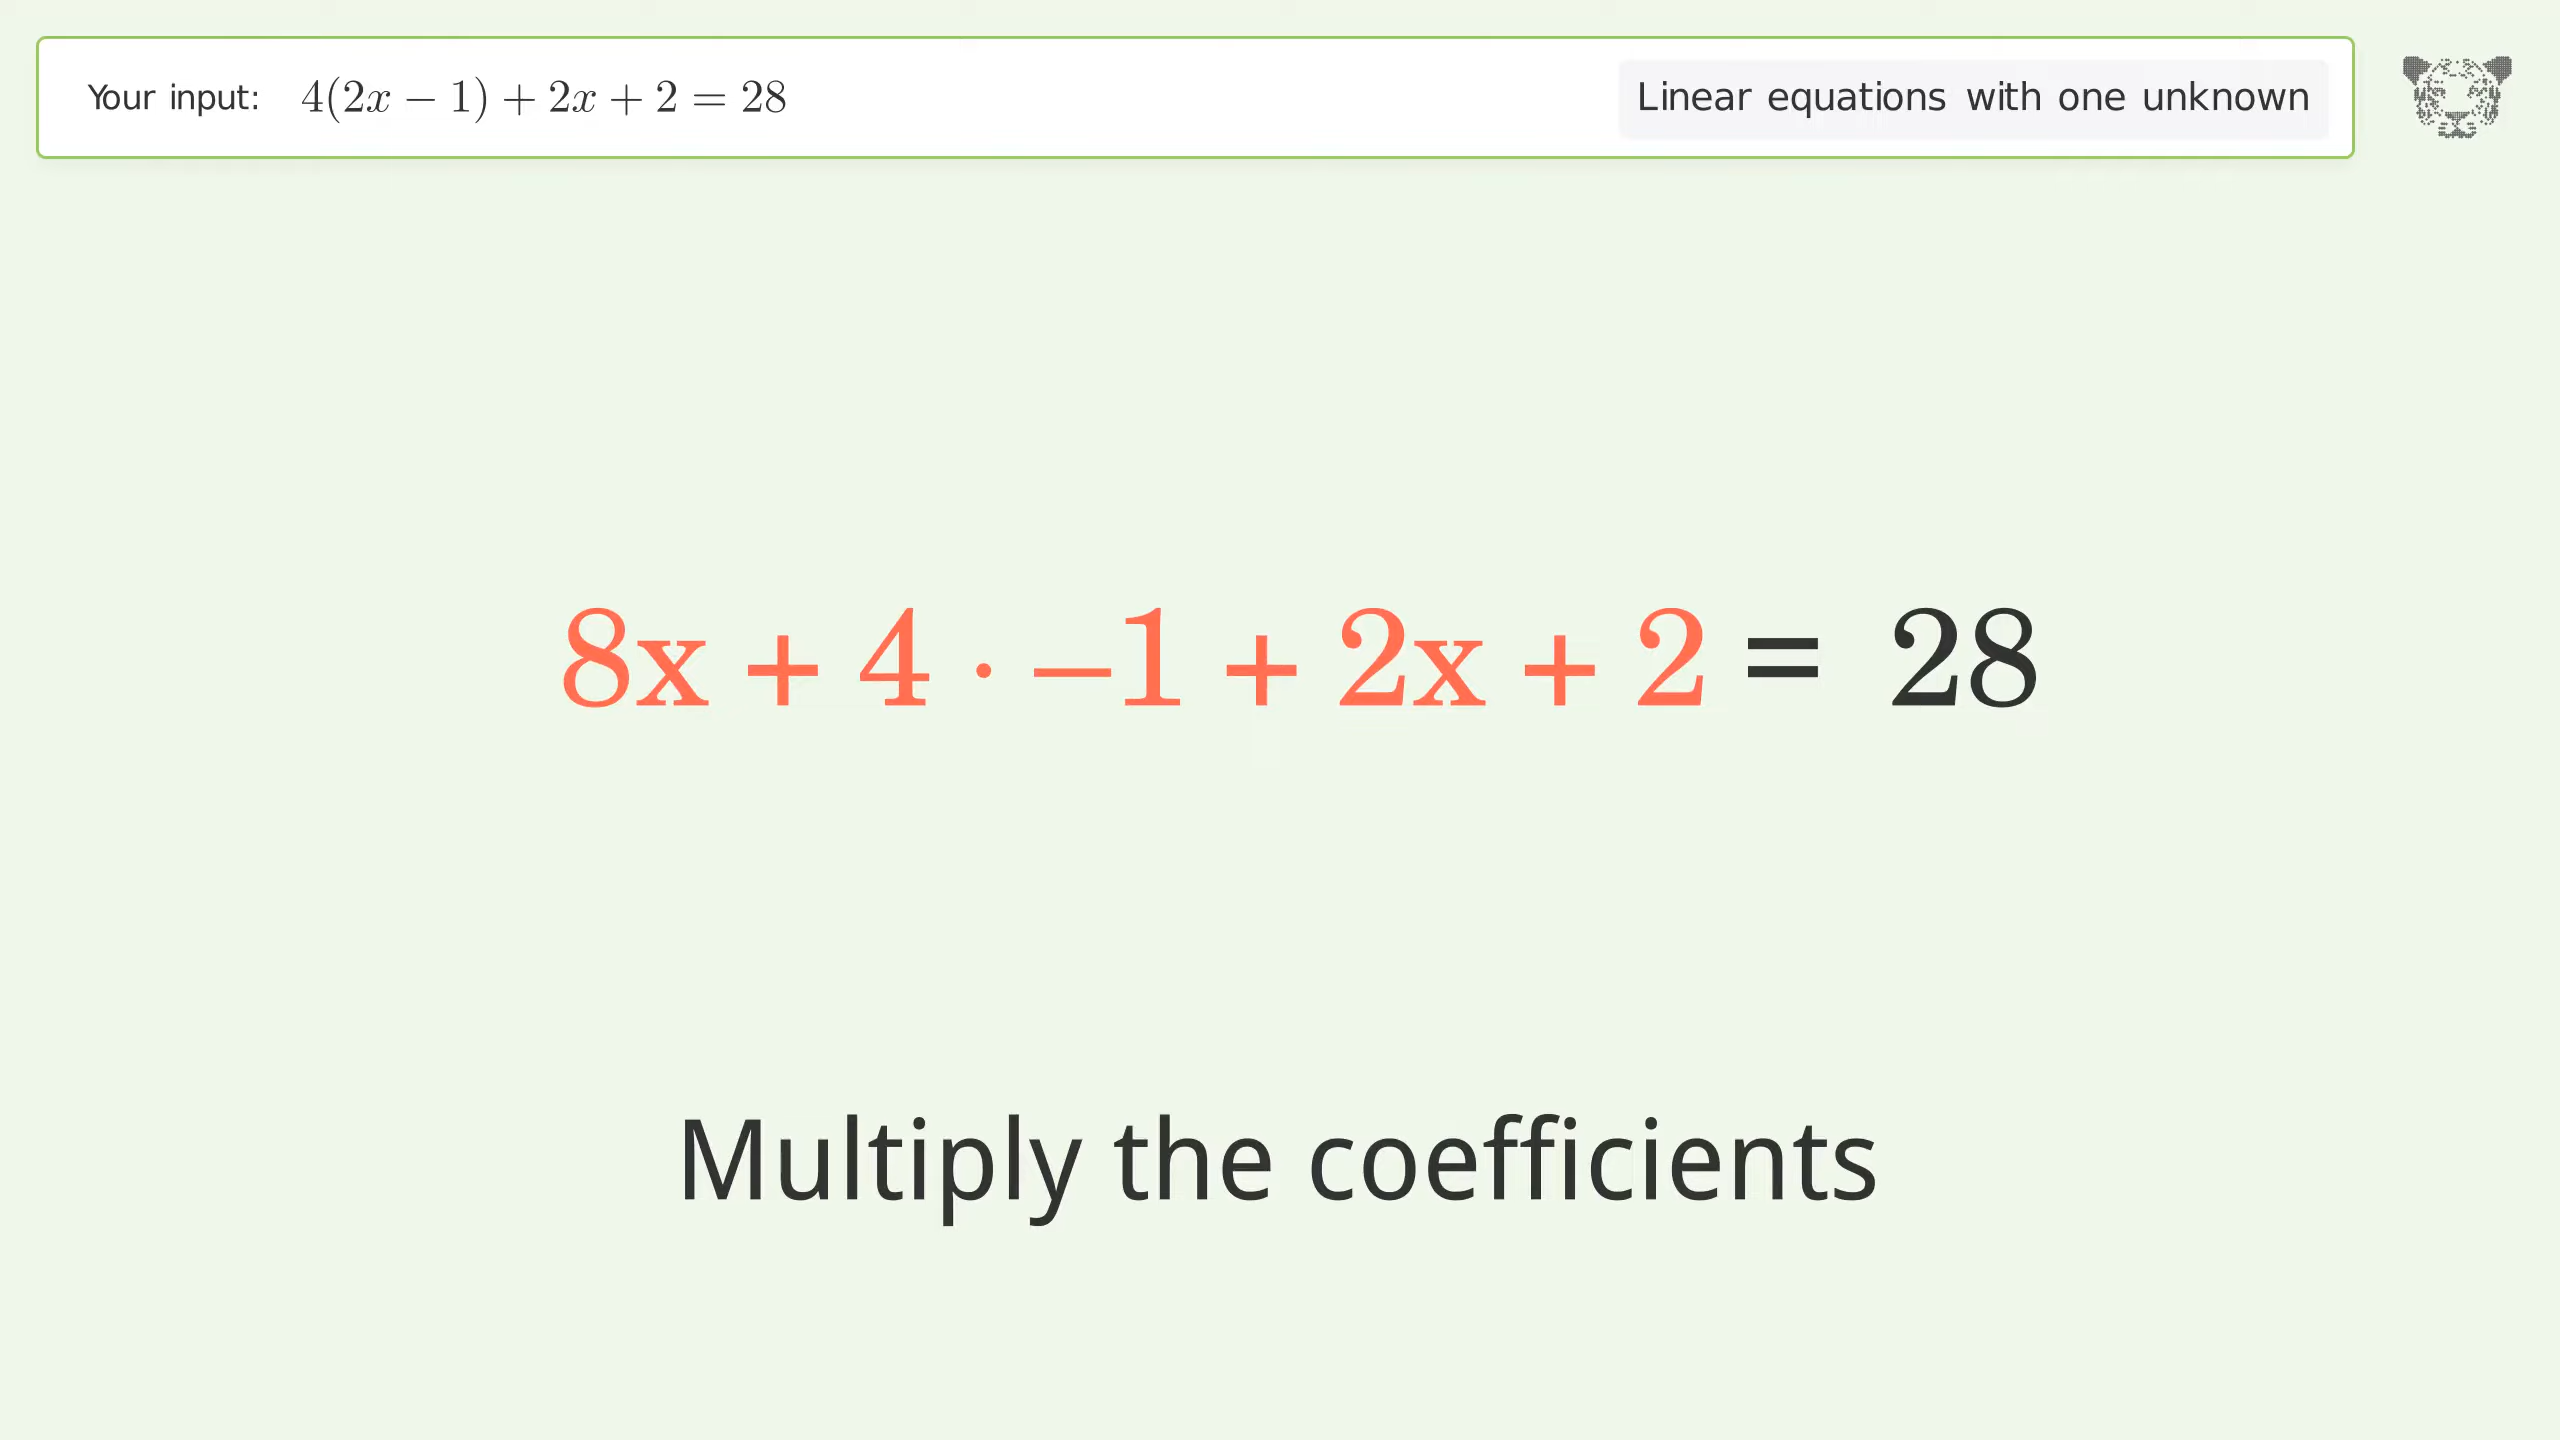 Your input: 4(2x − 1) + 2x + 2 = 28
Linear equations with one unknown
8x + 4 · −1 + 2x + 2 = 28
Multiply the coefficients